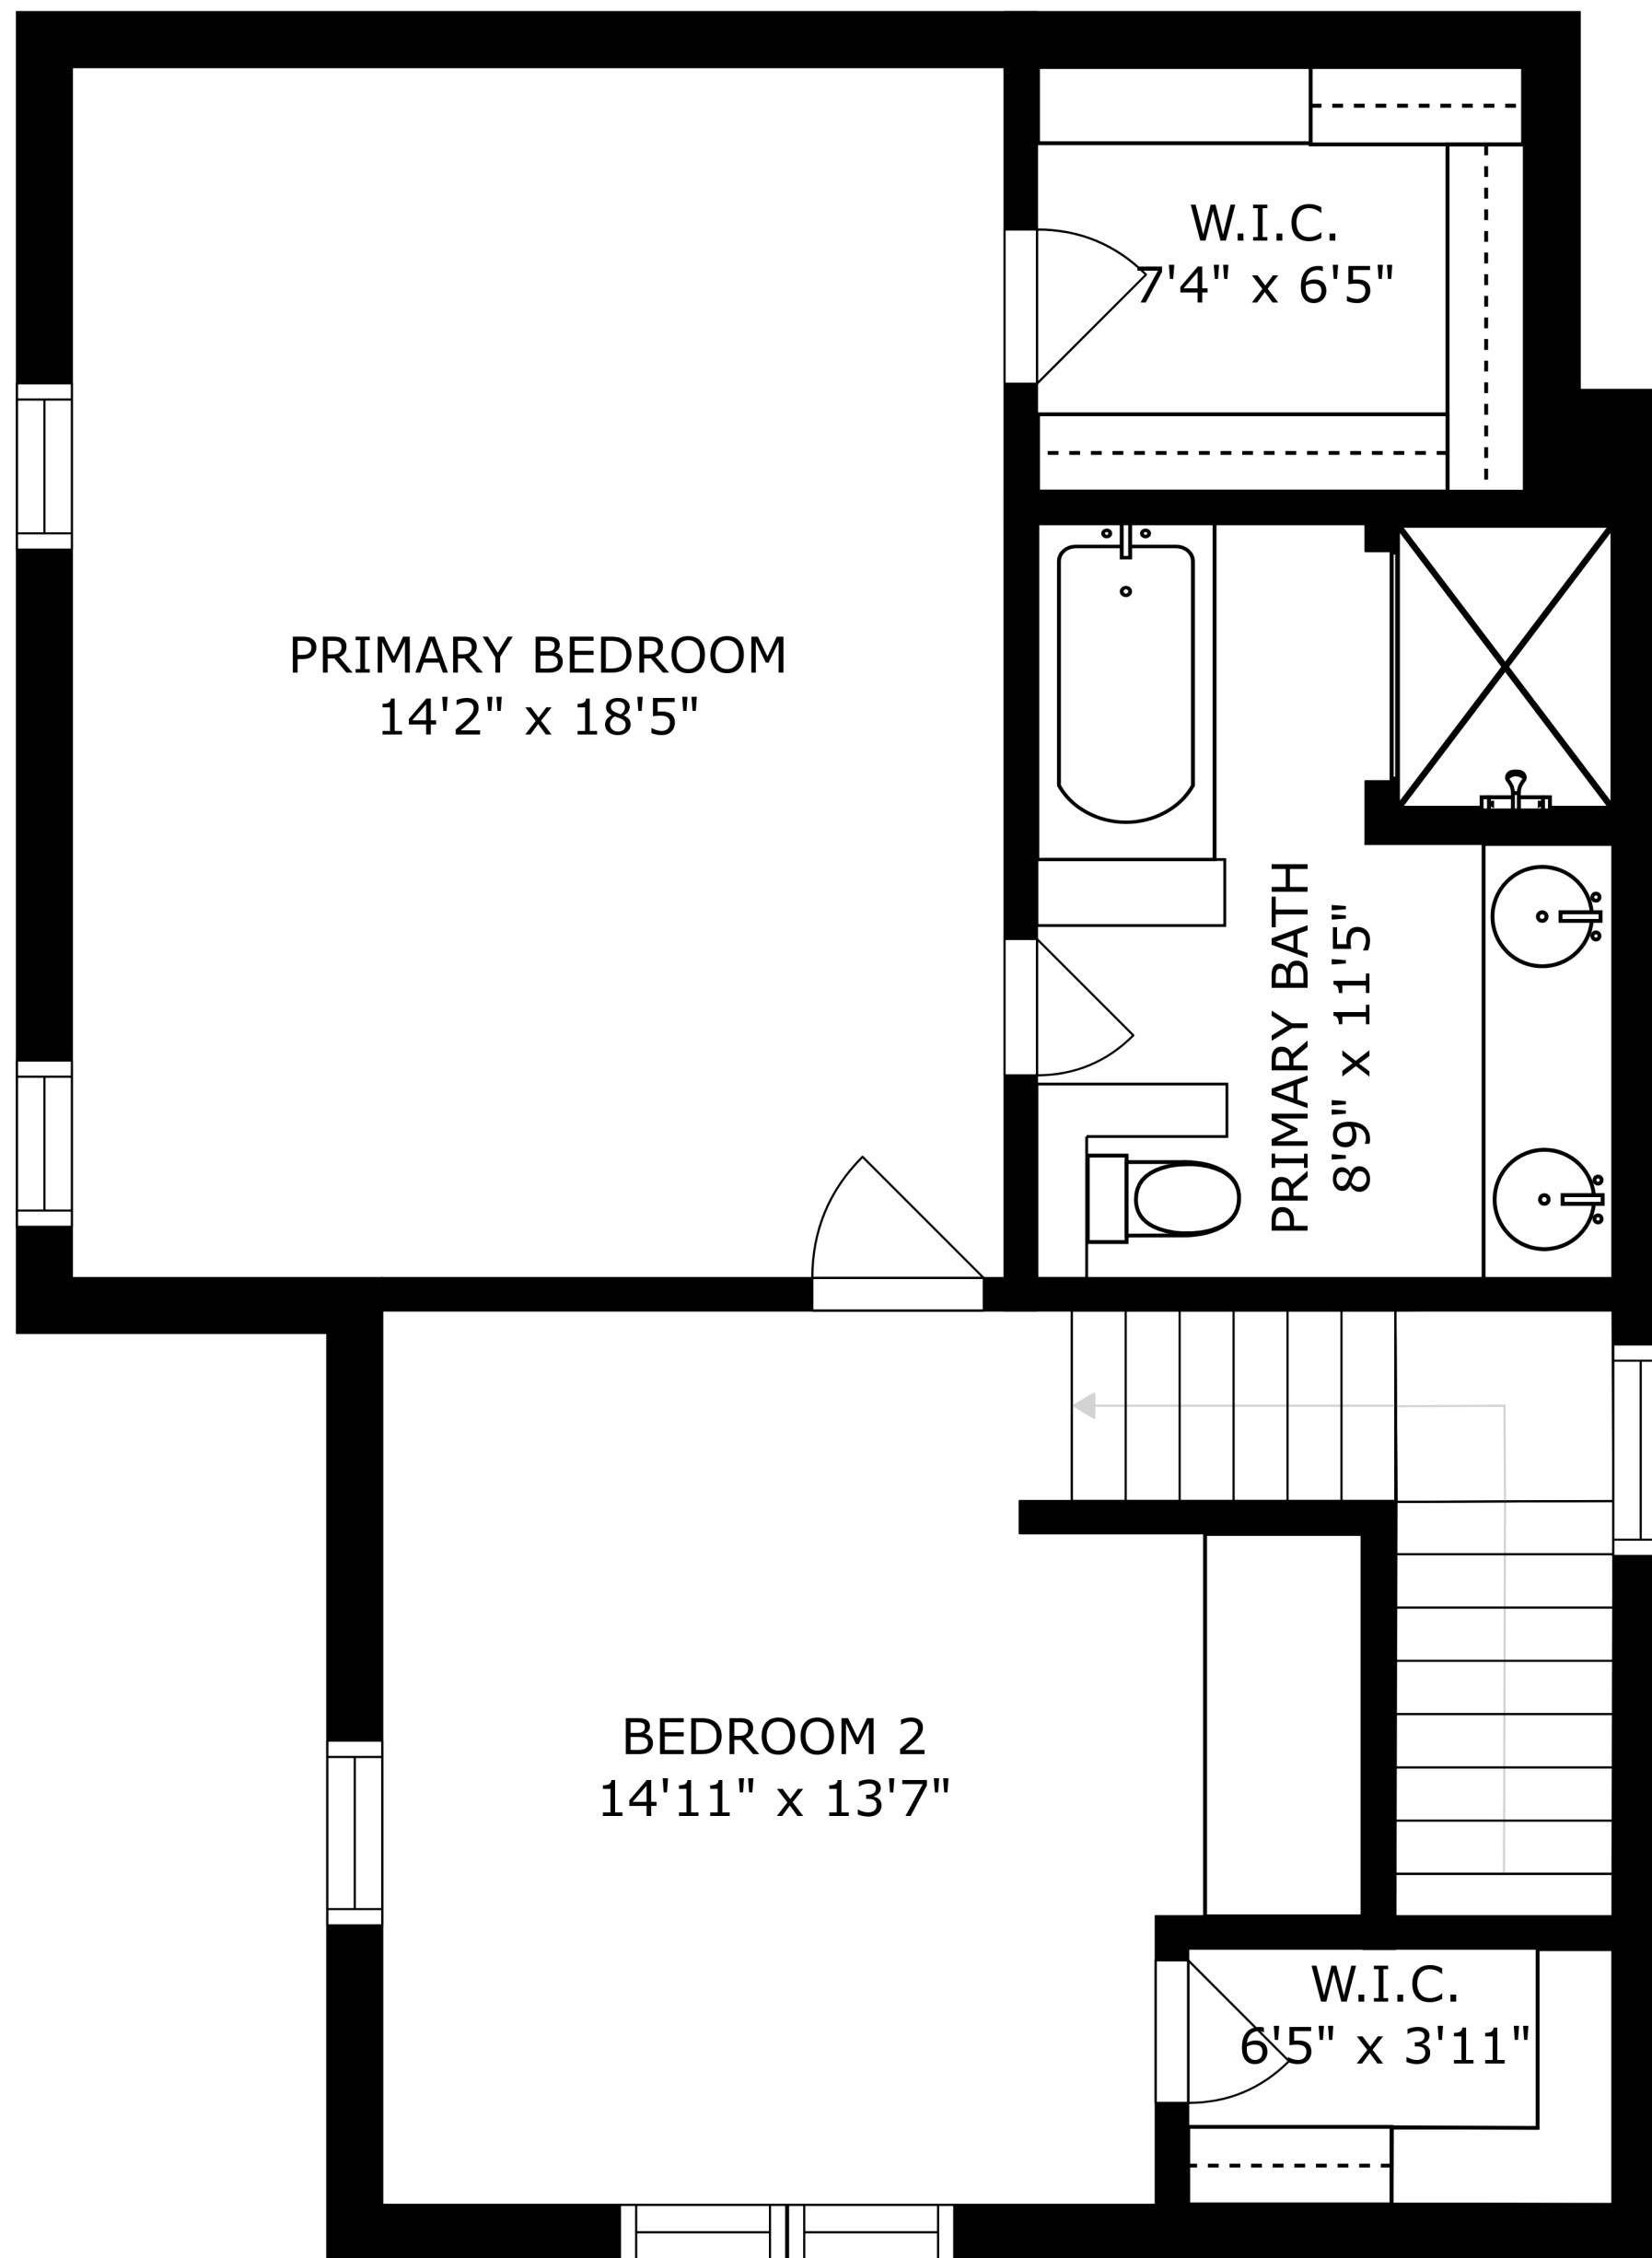 W.I.C.
7'4" x 6'5"
PRIMARY BEDROOM
14'2" x 18'5"
PRIMARY BATH
8'9" x 11'5"
BEDROOM 2
14'11" x 13'7"
W.I.C.
6'5" x 3'11"